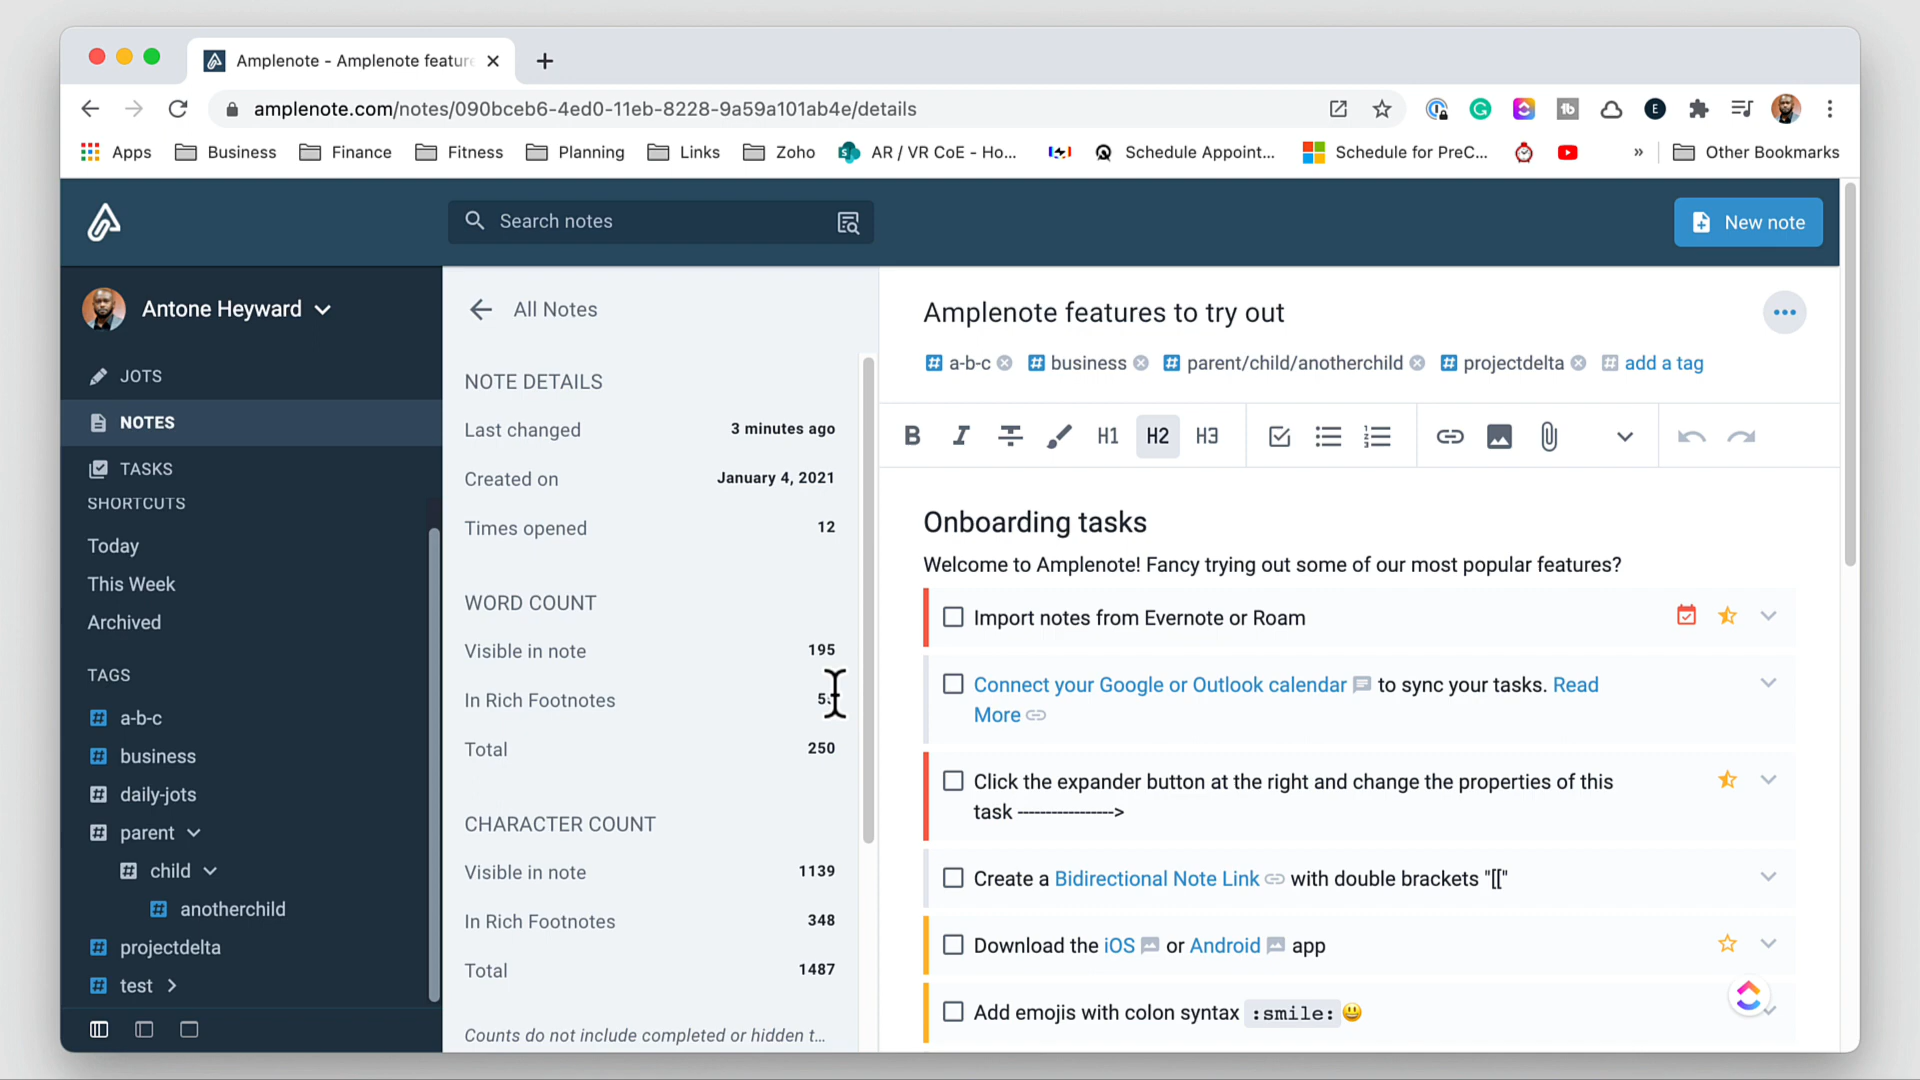 Amplenote - Amplenote featur
amplenote.com/notes/090bceb6-4ed0-11eb-8228-9a59a101ab4e/details
Apps Business Finance Fitness Planning Links Zoho AR / VR CoE - Ho... Schedule Appoint... Schedule for PreC... » Other Bookmarks
Search notes
New note
Antone Heyward
JOTS
NOTES
TASKS
SHORTCUTS
Today
This Week
Archived
TAGS
a-b-c
business
daily-jots
parent
child
anotherchild
projectdelta
test
All Notes
NOTE DETAILS
Last changed 3 minutes ago
Created on January 4, 2021
Times opened 12
WORD COUNT
Visible in note 195
In Rich Footnotes
Total 250
CHARACTER COUNT
Visible in note 1139
In Rich Footnotes 348
Total 1487
Counts do not include completed or hidden t...
Amplenote features to try out
a-b-c business parent/child/anotherchild projectdelta add a tag
B I S H1 H2 H3
Onboarding tasks
Welcome to Amplenote! Fancy trying out some of our most popular features?
Import notes from Evernote or Roam
Connect your Google or Outlook calendar to sync your tasks. Read
More
Click the expander button at the right and change the properties of this
task ----------------->
Create a Bidirectional Note Link with double brackets "[["
Download the iOS or Android app
Add emojis with colon syntax :smile: 😃